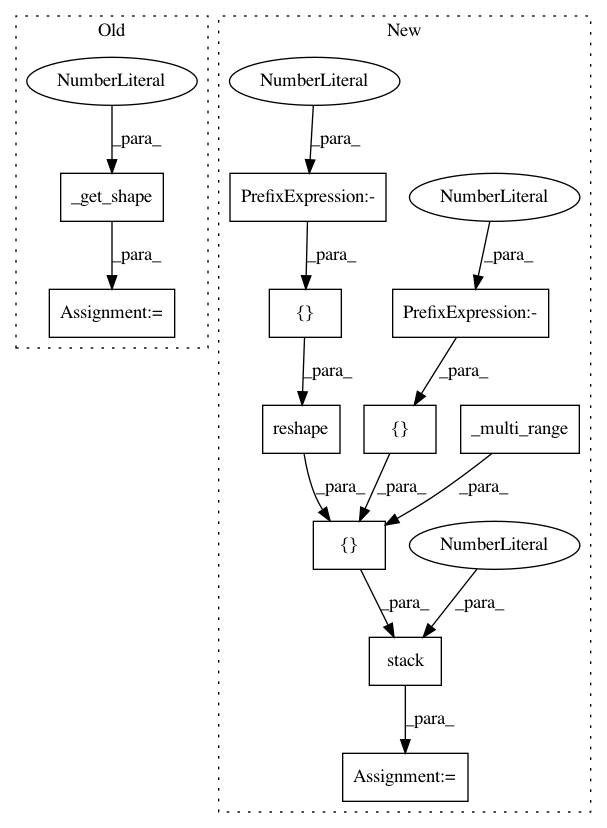 Old
New
NumberLiteral
NumberLiteral
_para_
_para_
_get_shape
PrefixExpression:-
NumberLiteral
_para_
_para_
_para_
Assignment:=
{}
PrefixExpression:-
_para_
_para_
reshape
{}
_multi_range
_para_
_para_
_para_
{}
NumberLiteral
_para_
_para_
stack
_para_
Assignment:=